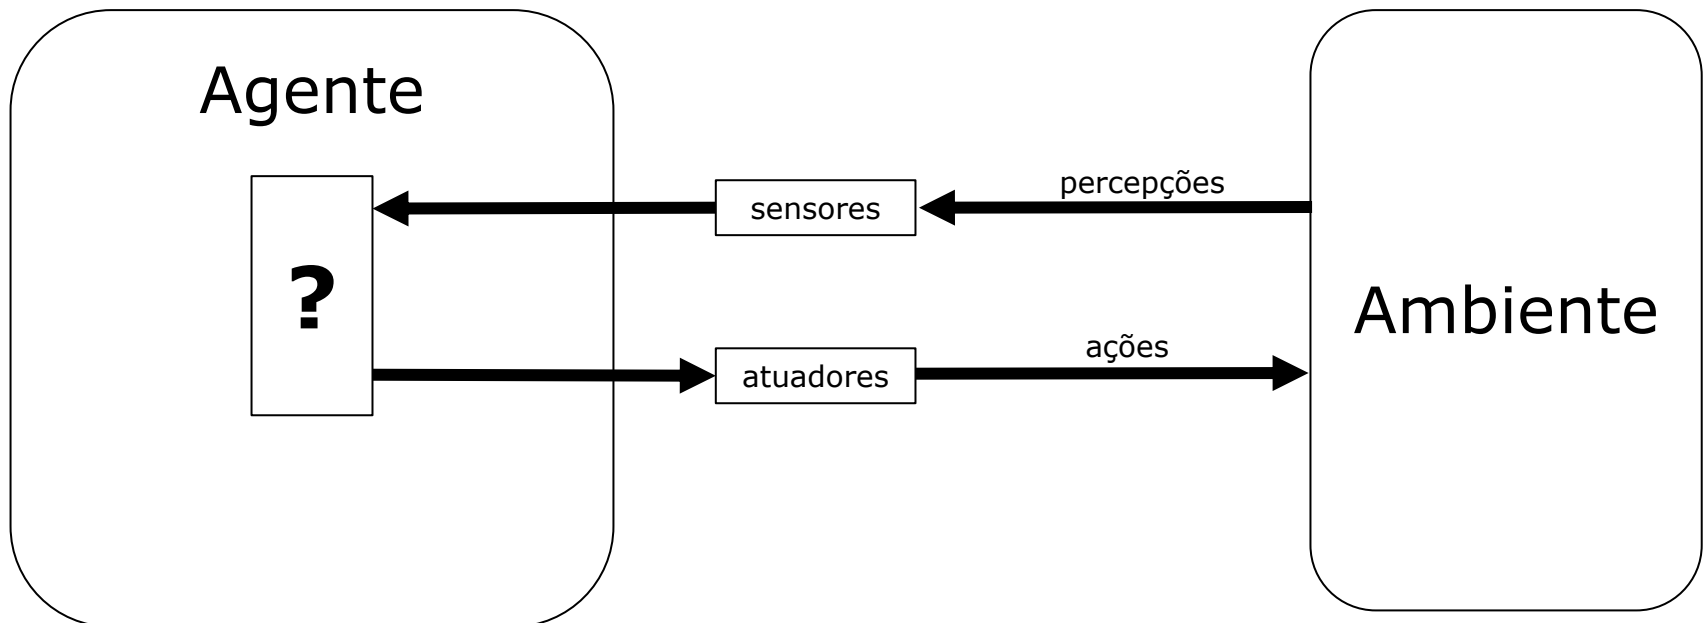 Agente
percepções
sensores
?
Ambiente
ações
atuadores